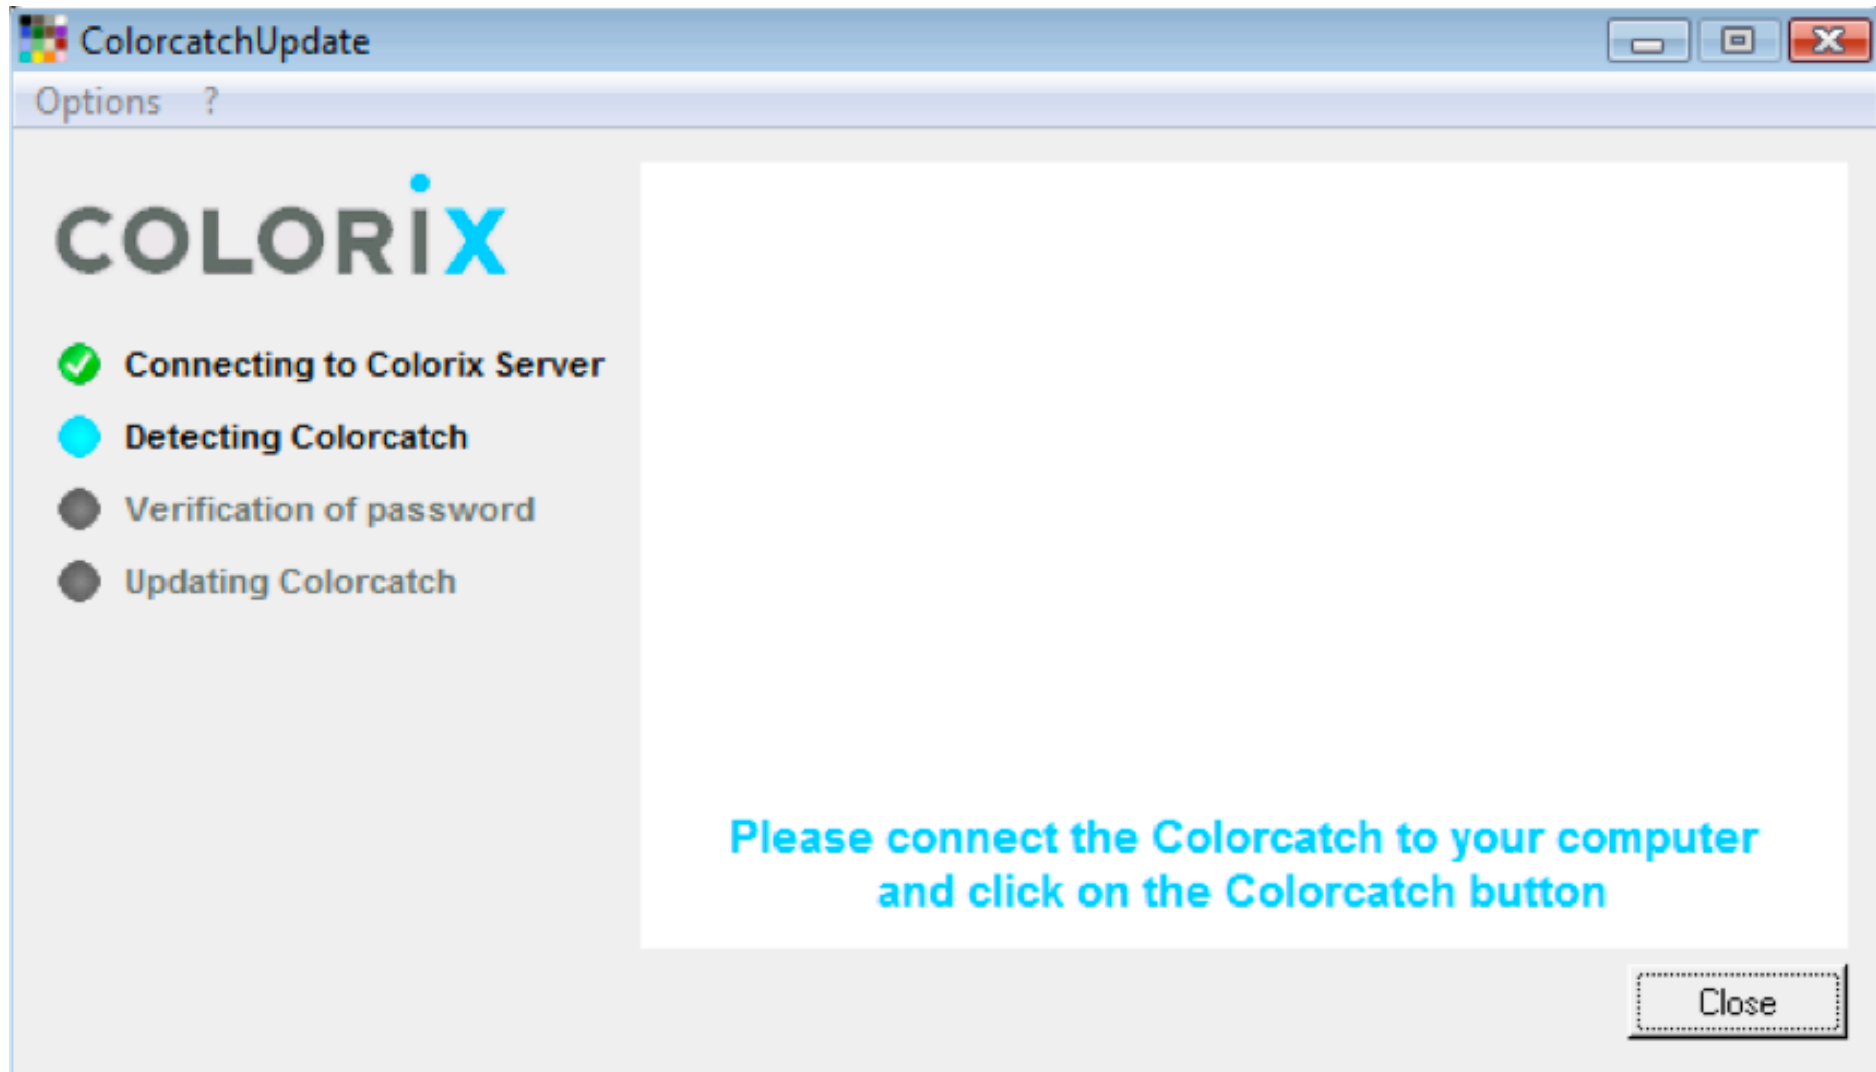 ColorcatchUpdate
Options ?
COLORiX
Connecting to Colorix Server
Detecting Colorcatch
Verification of password
Updating Colorcatch
Please connect the Colorcatch to your computer
and click on the Colorcatch button
Close